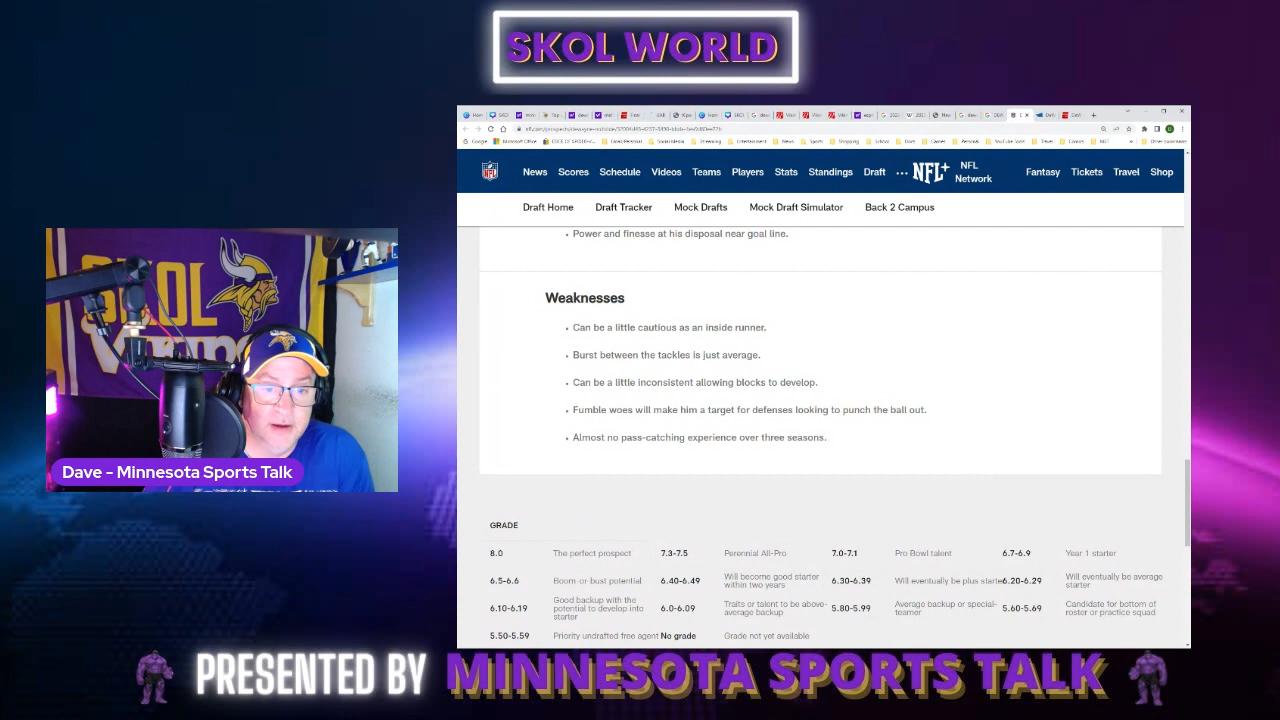 SKOL WORLD
Google
News
Scores
Schedule
Videos
Teams
Players
Stats
Standings
Draft
NFL+
NFL Network
Fantasy
Tickets
Travel
Shop
Draft Home
Draft Tracker
Mock Drafts
Mock Draft Simulator
Back 2 Campus
• Power and finesse at his disposal near goal line.
Weaknesses
• Can be a little cautious as an inside runner.
• Burst between the tackles is just average.
• Can be a little inconsistent allowing blocks to develop.
• Fumble woes will make him a target for defenses looking to punch the ball out.
• Almost no pass-catching experience over three seasons.
SKOL
Dave - Minnesota Sports Talk
GRADE
8.0 The perfect prospect 7.3-7.5 Perennial All-Pro 7.0-7.1 Pro Bowl talent 6.7-6.9 Year 1 starter
6.5-6.6 Boom-or-bust potential 6.40-6.49 Will become good starter within two years 6.30-6.39 Will eventually be plus starte 6.20-6.29 Will eventually be average starter
6.10-6.19 Good backup with the potential to develop into starter 6.0-6.09 Traits or talent to be above-average backup 5.80-5.99 Average backup or special-teamer 5.60-5.69 Candidate for bottom of roster or practice squad
5.50-5.59 Priority undrafted free agent No grade Grade not yet available
PRESENTED BY MINNESOTA SPORTS TALK